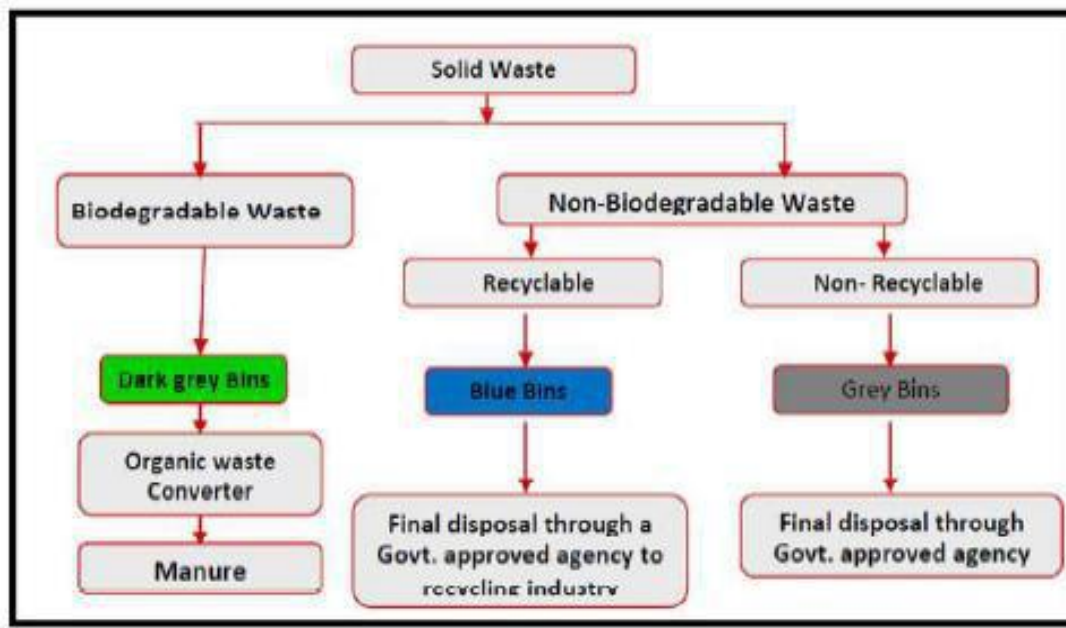 Solid Waste
Biodegradable Waste
Non-Biodegradable Waste
Recyclable
Non- Recyclable
Dark grey Bins
Blue Bins
Grey Bins
Organic waste
Converter
Manure
Final disposal through a
Govt. approved agency to
recycling industry
Final disposal through
Govt. approved agency